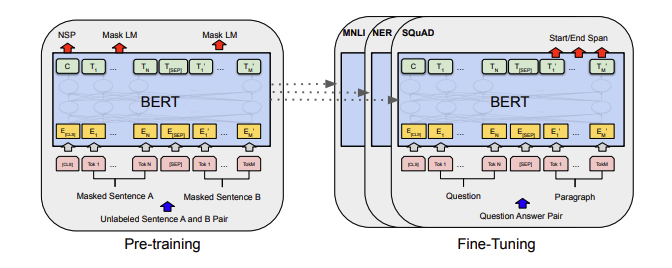 NSP Mask LM Mask LM
C T1 ... TN T[SEP] T1' ... TM'
BERT
E[CLS] E1 ... EN E[SEP] E1' ... EM'
[CLS] Tok 1 ... Tok N [SEP] Tok 1 ... TokM
Masked Sentence A Masked Sentence B
Unlabeled Sentence A and B Pair
Pre-training
MNLI NER SQuAD
Start/End Span
C T1 ... TN T[SEP] T1' ... TM'
BERT
E[CLS] E1 ... EN E[SEP] E1' ... EM'
[CLS] Tok 1 ... Tok N [SEP] Tok 1 ... TokM
Question Paragraph
Question Answer Pair
Fine-Tuning